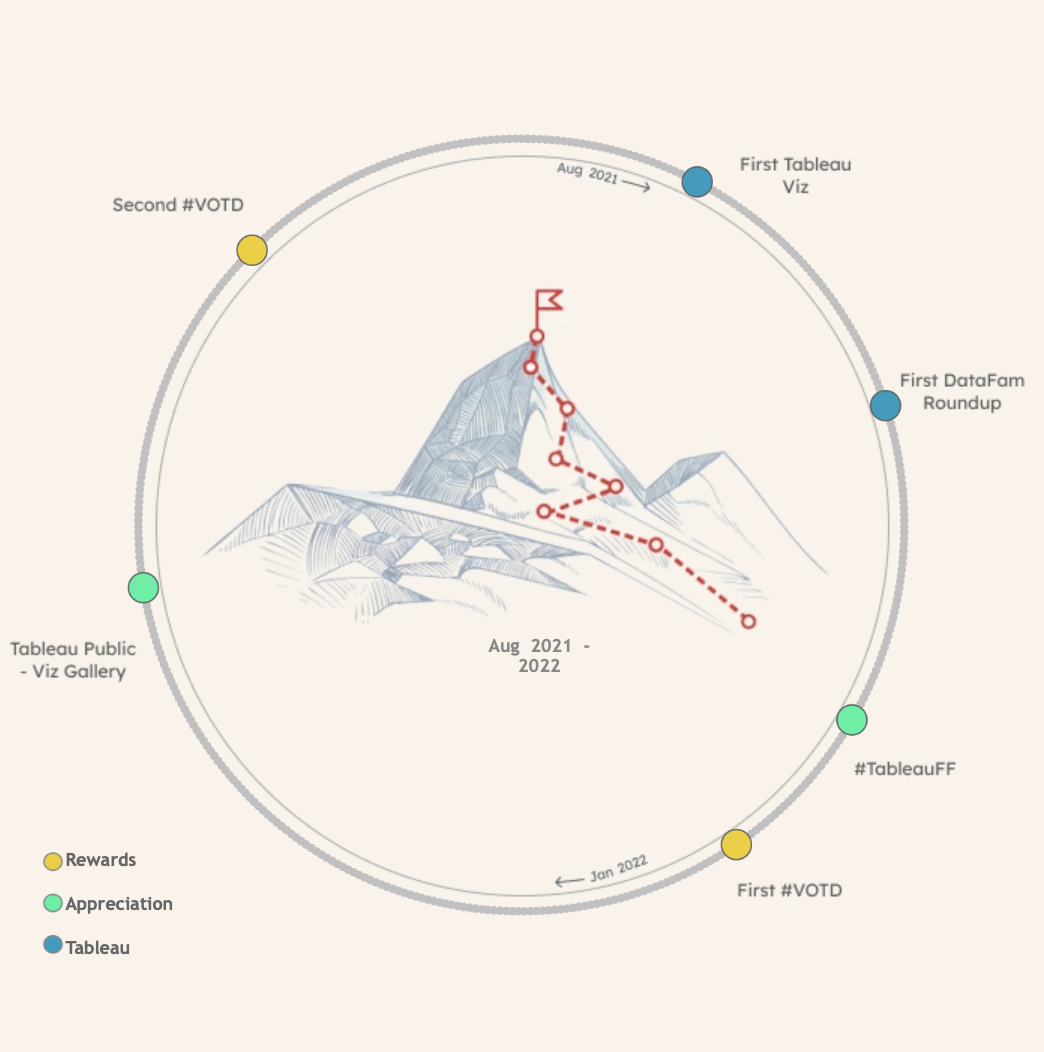 Aug 2021
First Tableau
Viz
Second #VOTD
First DataFam
Roundup
Tableau Public
- Viz Gallery
Aug 2021 -
2022
#TableauFF
Jan 2022
First #VOTD
Rewards
Appreciation
Tableau